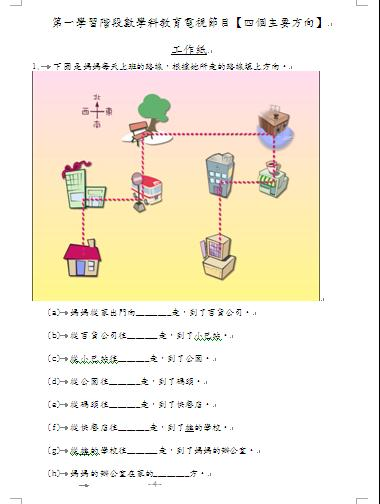 第一學習階段數學科教育電視節目【四個主要方向】
工作紙
1. 下圖是媽媽每天上班的路線，根據她所走的路線填上方向。
北
西 東
南
(a) 媽媽從家出門向______走，到了百貨公司。
(b) 從百貨公司往______走，到了小巴站。
(c) 從小巴站往______走，到了公園。
(d) 從公園往______走，到了碼頭。
(e) 從碼頭往______走，到了快餐店。
(f) 從快餐店往______走，到了維的學校。
(g) 從維的學校往______走，到了媽媽的辦公室。
(h) 媽媽的辦公室在家的______方。